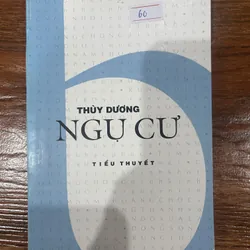 60
THÙY DƯƠNG
NGỤ CƯ
TIỂU THUYẾT